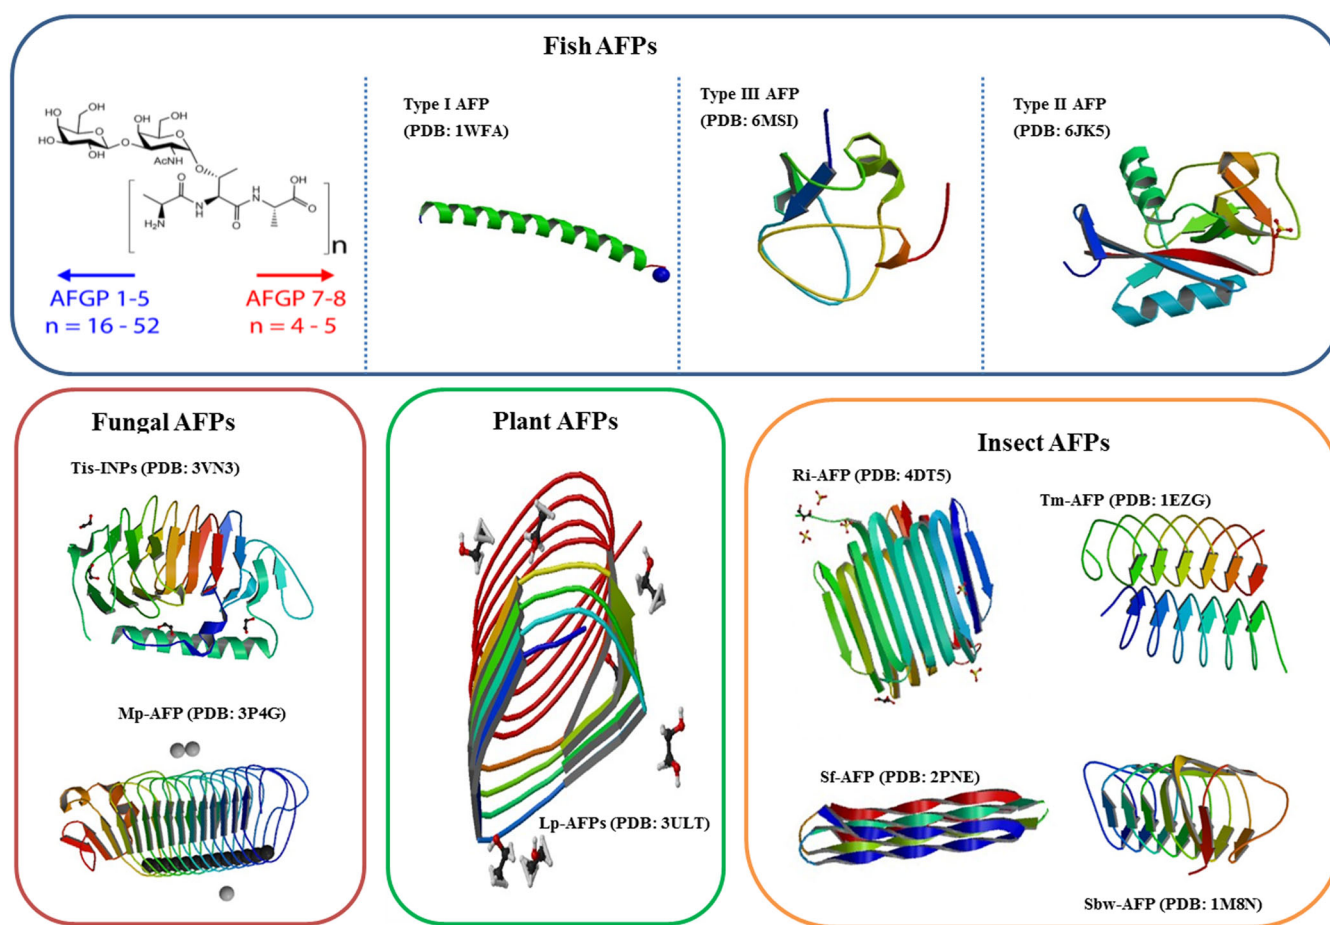 Fish AFPs
OH
OH
HO
OH
HO
O
HO
O
O
OH
O
AcNH
O
O
OH
O
H
N
N
H
O
H₂N
O
n
AFGP 1-5
n = 16 - 52
AFGP 7-8
n = 4 - 5
Type I AFP
(PDB: 1WFA)
Type III AFP
(PDB: 6MSI)
Type II AFP
(PDB: 6JK5)
Fungal AFPs
Tis-INPs (PDB: 3VN3)
Mp-AFP (PDB: 3P4G)
Plant AFPs
Lp-AFPs (PDB: 3ULT)
Insect AFPs
Ri-AFP (PDB: 4DT5)
Tm-AFP (PDB: 1EZG)
Sf-AFP (PDB: 2PNE)
Sbw-AFP (PDB: 1M8N)